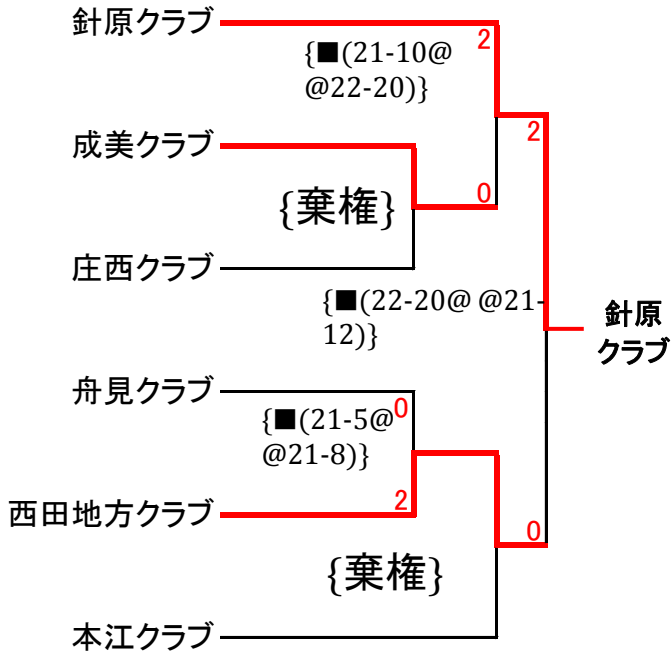 針原クラブ
2
{■(21-10@
@22-20)}
成美クラブ
2
0
{棄権}
庄西クラブ
{■(22-20@ @21-
12)}
針原
クラブ
舟見クラブ
0
{■(21-5@
@21-8)}
西田地方クラブ
2
0
{棄権}
本江クラブ